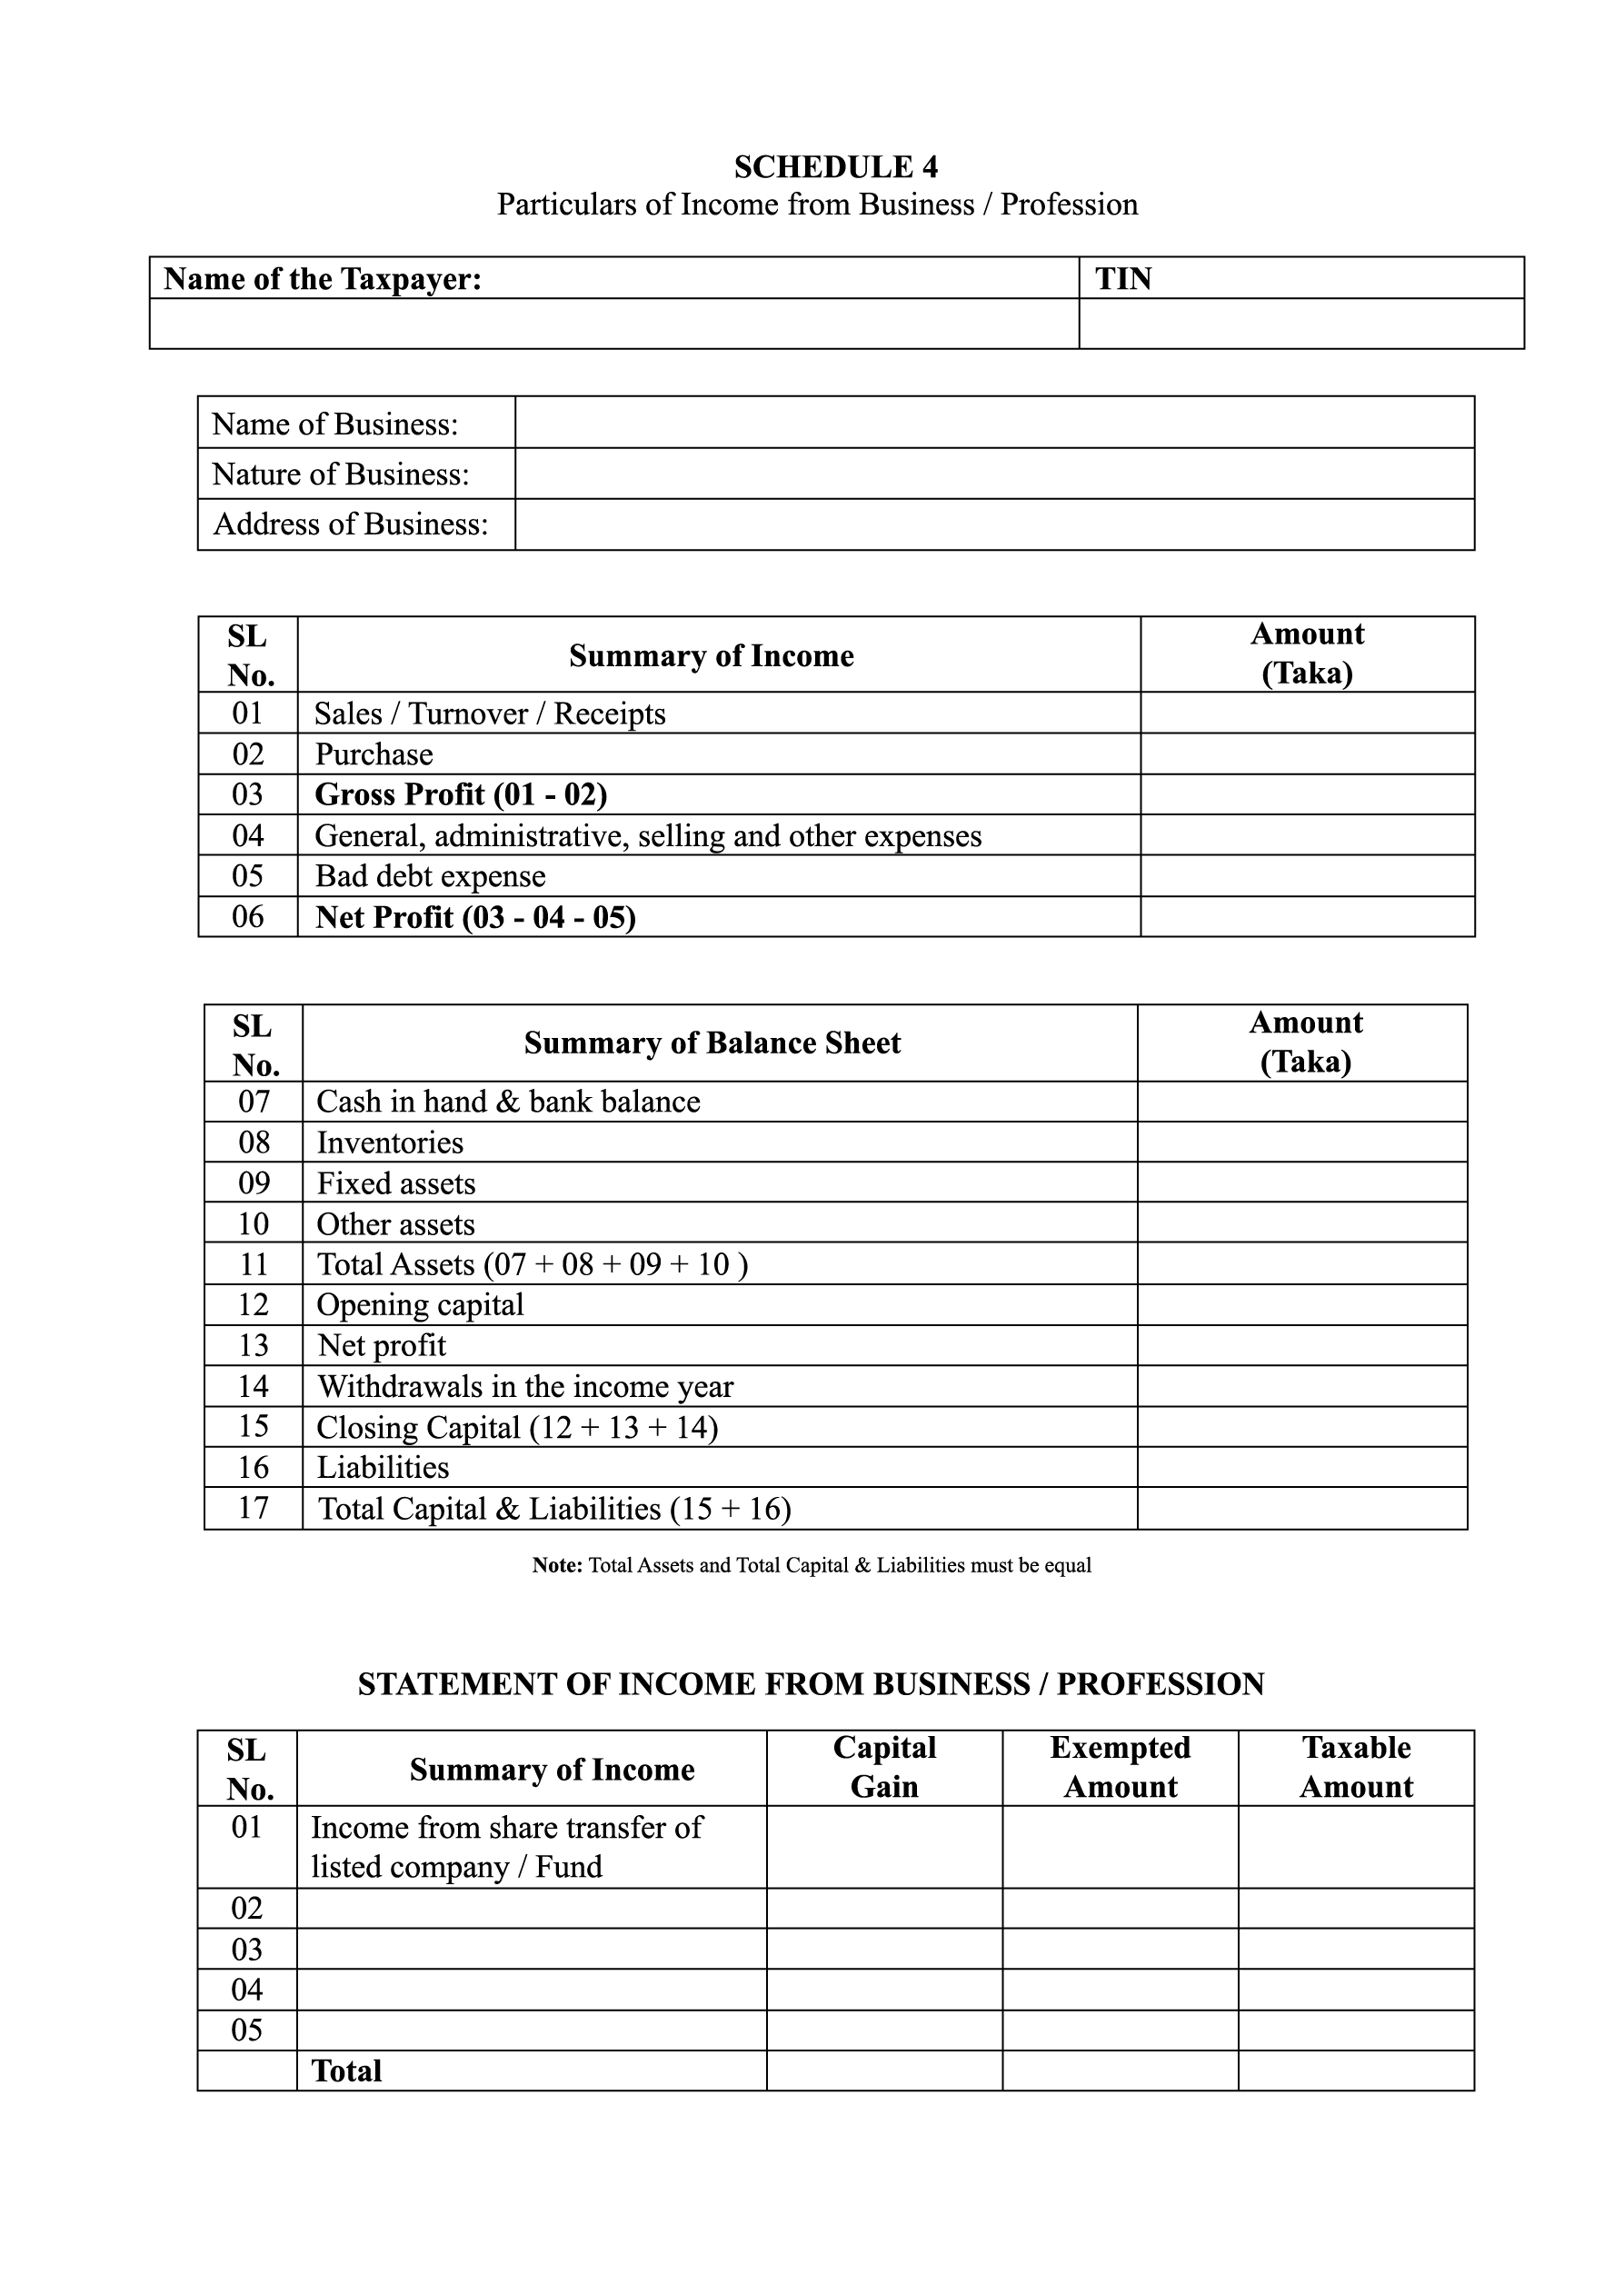 SCHEDULE 4
Particulars of Income from Business / Profession
Name of the Taxpayer: TIN
Name of Business:
Nature of Business:
Address of Business:
SL No. Summary of Income Amount (Taka)
01 Sales / Turnover / Receipts
02 Purchase
03 Gross Profit (01 - 02)
04 General, administrative, selling and other expenses
05 Bad debt expense
06 Net Profit (03 - 04 - 05)
SL No. Summary of Balance Sheet Amount (Taka)
07 Cash in hand & bank balance
08 Inventories
09 Fixed assets
10 Other assets
11 Total Assets (07 + 08 + 09 + 10 )
12 Opening capital
13 Net profit
14 Withdrawals in the income year
15 Closing Capital (12 + 13 + 14)
16 Liabilities
17 Total Capital & Liabilities (15 + 16)
Note: Total Assets and Total Capital & Liabilities must be equal
STATEMENT OF INCOME FROM BUSINESS / PROFESSION
SL No. Summary of Income Capital Gain Exempted Amount Taxable Amount
01 Income from share transfer of
listed company / Fund
02
03
04
05
Total